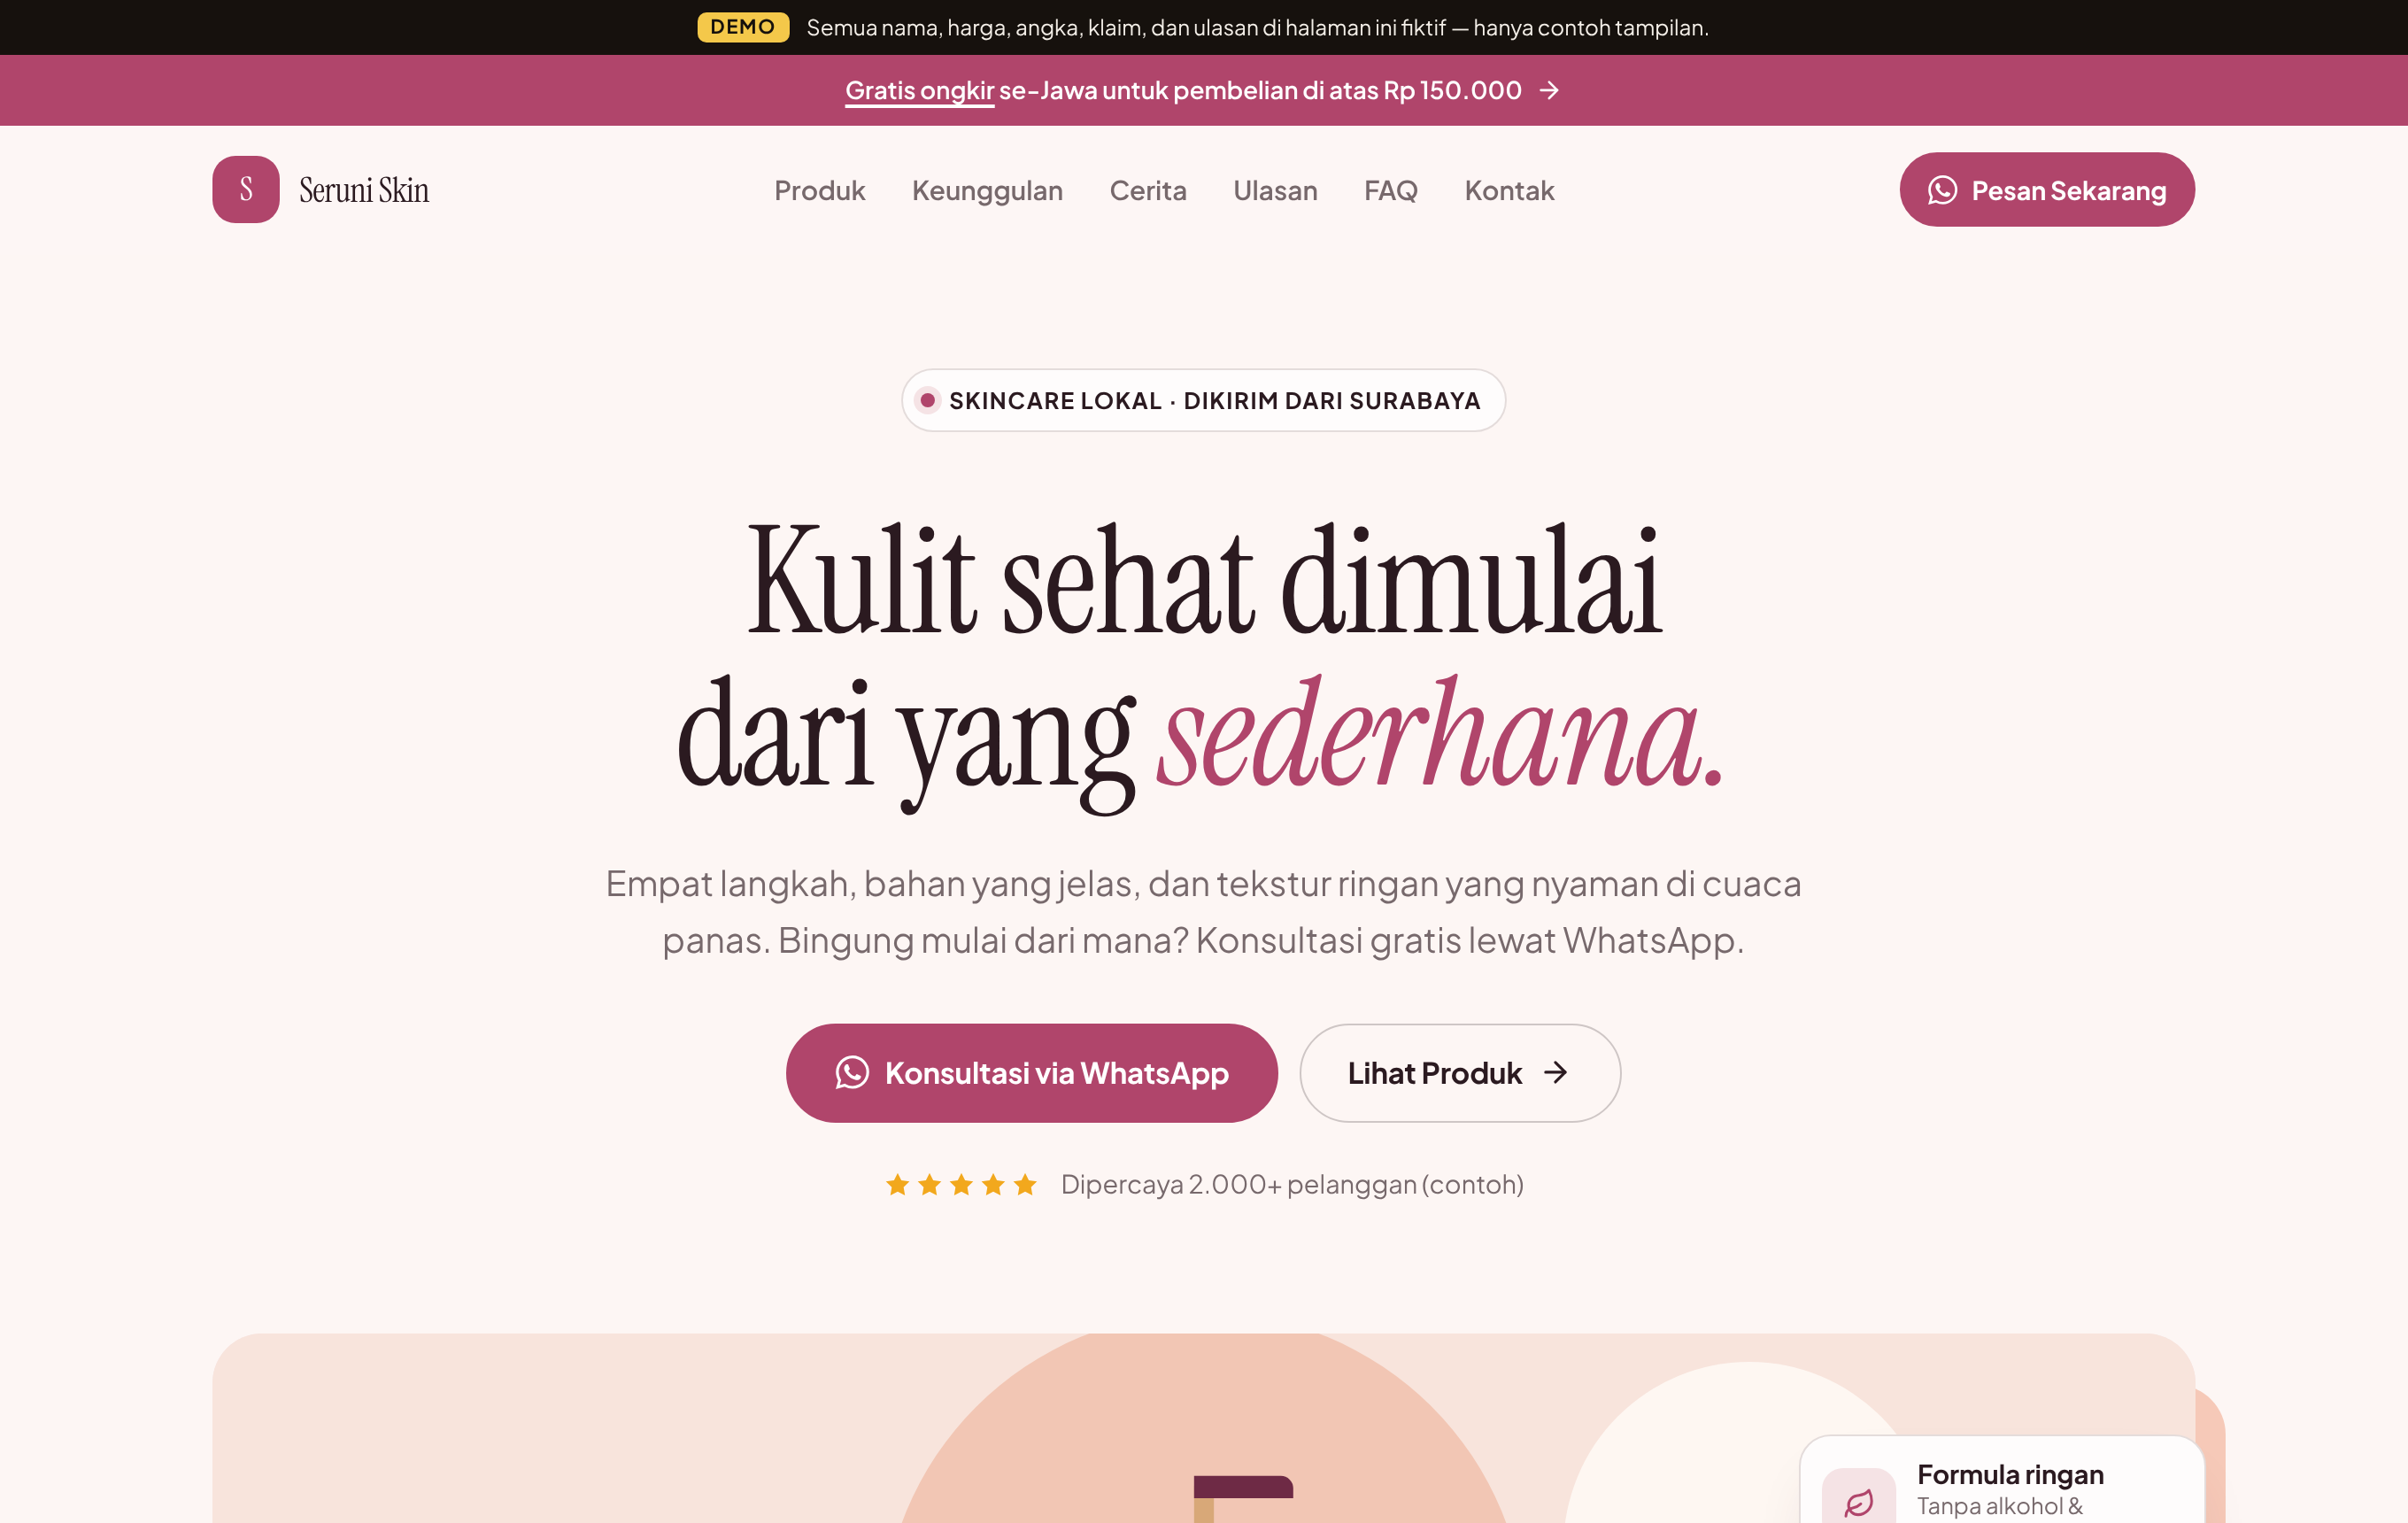 DEMO Semua nama, harga, angka, klaim, dan ulasan di halaman ini fiktif — hanya contoh tampilan.
Gratis ongkir se-Jawa untuk pembelian di atas Rp 150.000 →
S Seruni Skin Produk Keunggulan Cerita Ulasan FAQ Kontak Pesan Sekarang
SKINCARE LOKAL · DIKIRIM DARI SURABAYA
Kulit sehat dimulai
dari yang sederhana.
Empat langkah, bahan yang jelas, dan tekstur ringan yang nyaman di cuaca
panas. Bingung mulai dari mana? Konsultasi gratis lewat WhatsApp.
Konsultasi via WhatsApp Lihat Produk →
★★★★★ Dipercaya 2.000+ pelanggan (contoh)
Formula ringan
Tanpa alkohol &